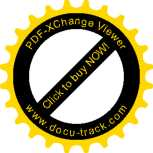 PDF-XChange Viewer
Click to buy NOW!
www.docu-track.com